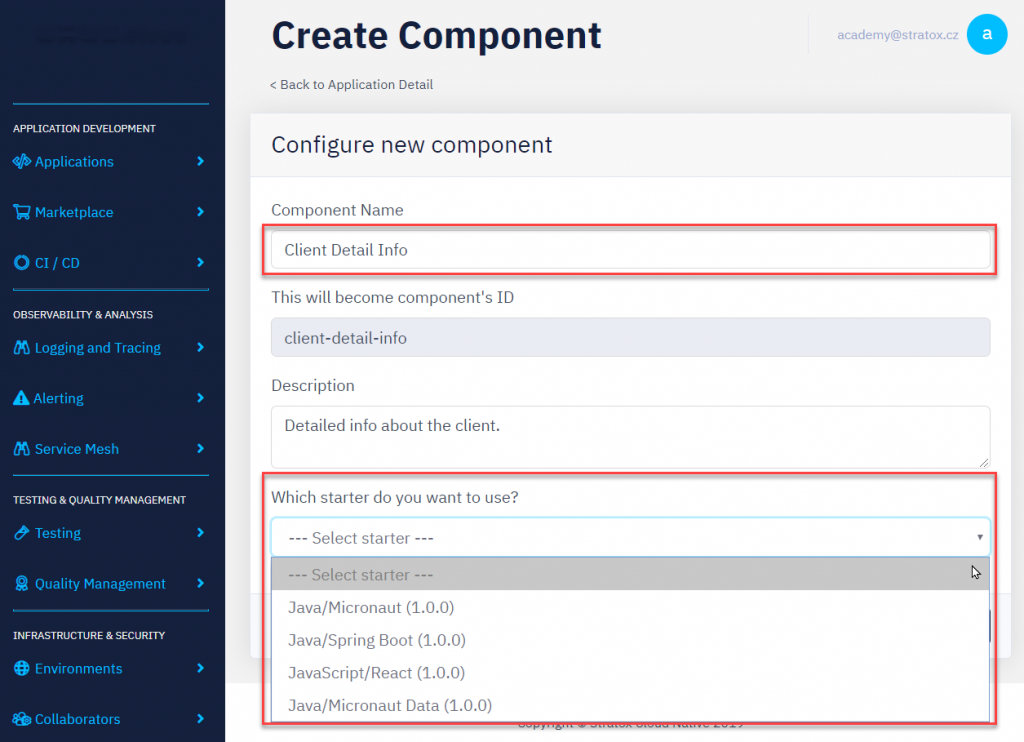 Create Component
academy@stratox.cz
a
< Back to Application Detail
APPLICATION DEVELOPMENT
Applications
Marketplace
CI / CD
OBSERVABILITY & ANALYSIS
Logging and Tracing
Alerting
Service Mesh
TESTING & QUALITY MANAGEMENT
Testing
Quality Management
INFRASTRUCTURE & SECURITY
Environments
Collaborators
Configure new component
Component Name
Client Detail Info
This will become component's ID
client-detail-info
Description
Detailed info about the client.
Which starter do you want to use?
--- Select starter ---
--- Select starter ---
Java/Micronaut (1.0.0)
Java/Spring Boot (1.0.0)
JavaScript/React (1.0.0)
Java/Micronaut Data (1.0.0)
Copyright © Stratox Cloud Native 2019